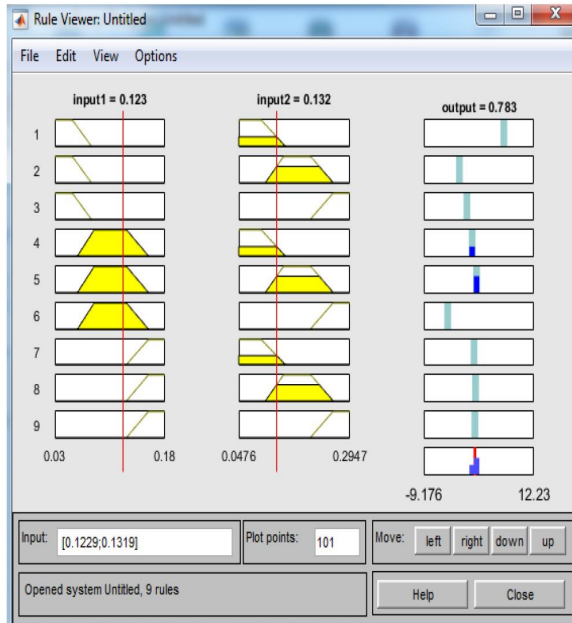 Rule Viewer: Untitled
File Edit View Options
input1 = 0.123
input2 = 0.132
output = 0.783
1
2
3
4
5
6
7
8
9
0.03 0.18
0.0476 0.2947
-9.176 12.23
Input: [0.1229;0.1319]
Plot points: 101
Move: left right down up
Opened system Untitled, 9 rules
Help Close